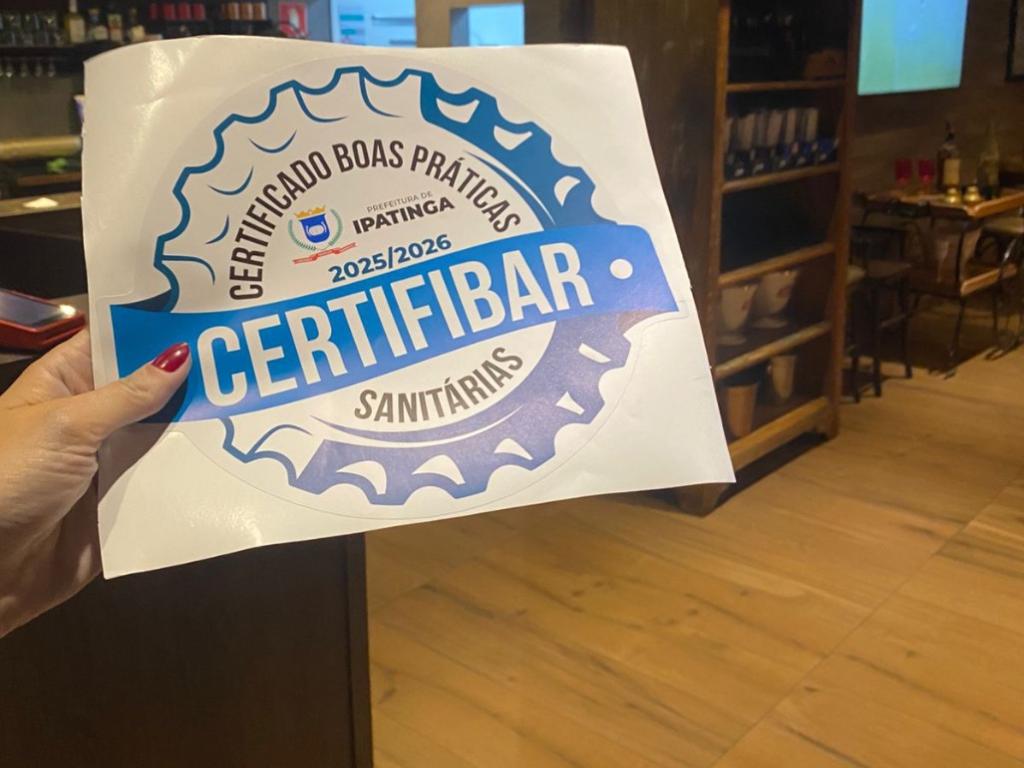 CERTIFICADO BOAS PRÁTICAS
PREFEITURA DE
IPATINGA
2025/2026
CERTIFIBAR
SANITÁRIAS